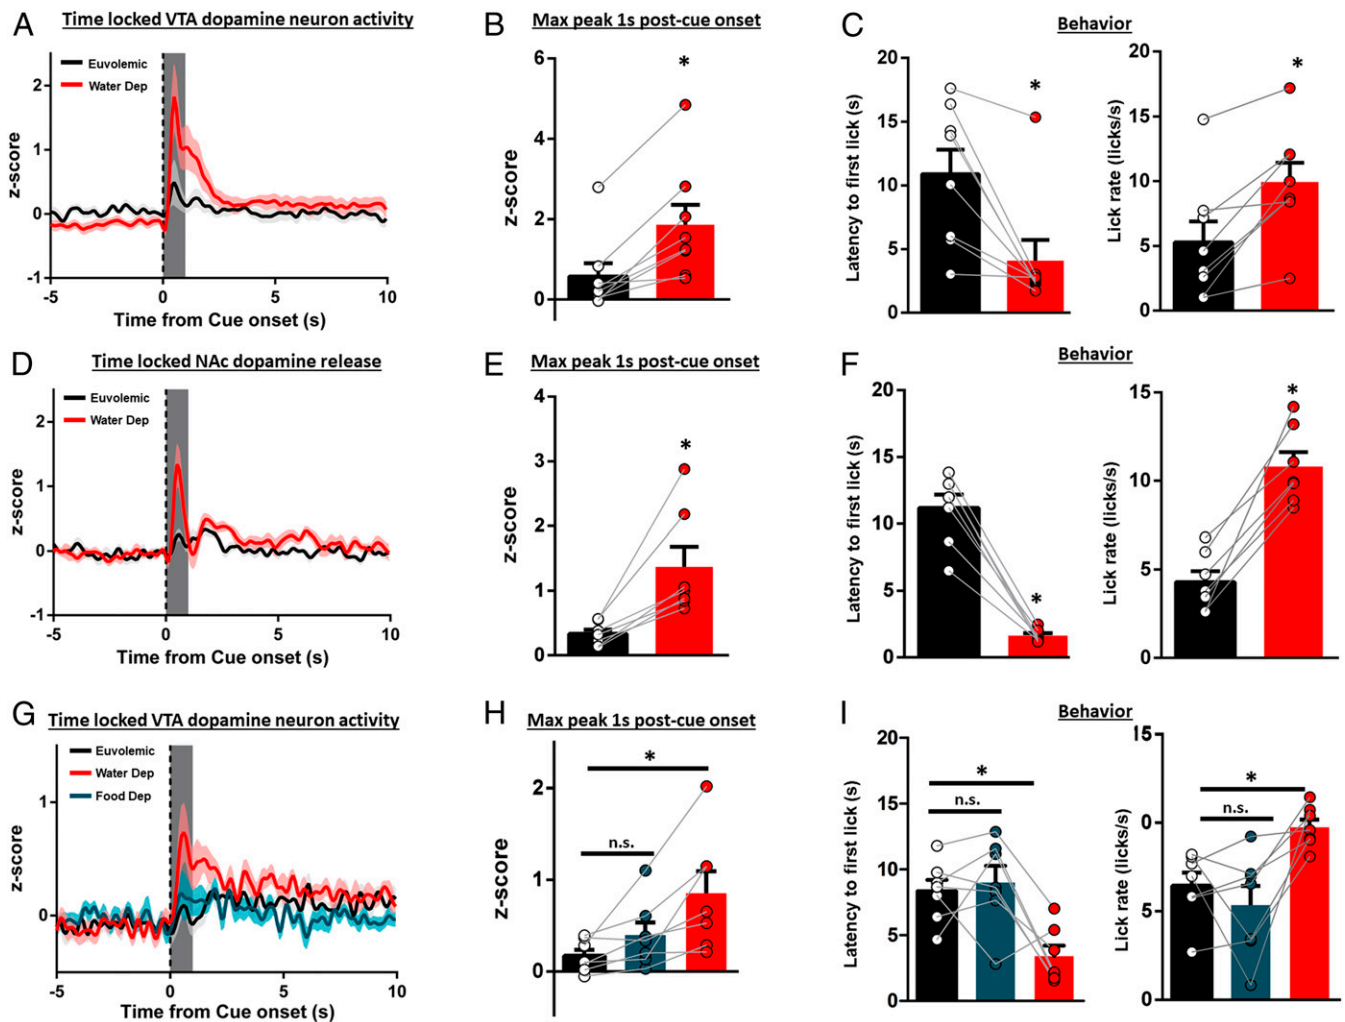 A
Time locked VTA dopamine neuron activity
Euvolemic
Water Dep
z-score
2
1
0
-1
-5
0
5
10
Time from Cue onset (s)
B
Max peak 1s post-cue onset
z-score
6
4
2
0
*
C
Behavior
Latency to first lick (s)
20
15
10
5
0
*
Lick rate (licks/s)
20
15
10
5
0
*
D
Time locked NAc dopamine release
Euvolemic
Water Dep
z-score
2
1
0
-1
-5
0
5
10
Time from Cue onset (s)
E
Max peak 1s post-cue onset
z-score
4
3
2
1
0
*
F
Behavior
Latency to first lick (s)
20
15
10
5
0
*
Lick rate (licks/s)
15
10
5
0
*
G
Time locked VTA dopamine neuron activity
Euvolemic
Water Dep
Food Dep
z-score
1
0
-5
0
5
10
Time from Cue onset (s)
H
Max peak 1s post-cue onset
z-score
2
1
0
*
n.s.
I
Behavior
Latency to first lick (s)
20
15
10
5
0
*
n.s.
Lick rate (licks/s)
15
0
5
0
*
n.s.